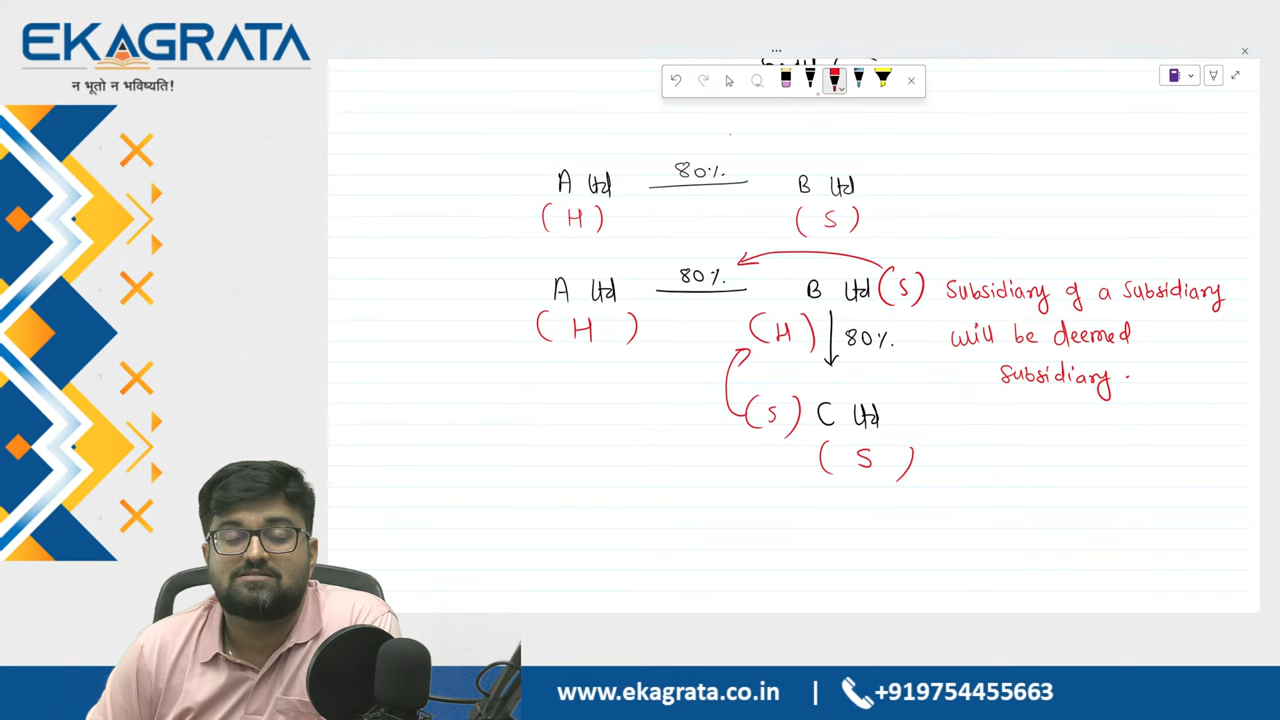 EKAGRATA
न भूतो न भविष्यति!
A Ltd 80% B Ltd
(H) (S)
A Ltd 80% B Ltd (S) Subsidiary of a subsidiary
(H) (H) 80% will be deemed
subsidiary.
(S) C Ltd
(S)
www.ekagrata.co.in | +919754455663